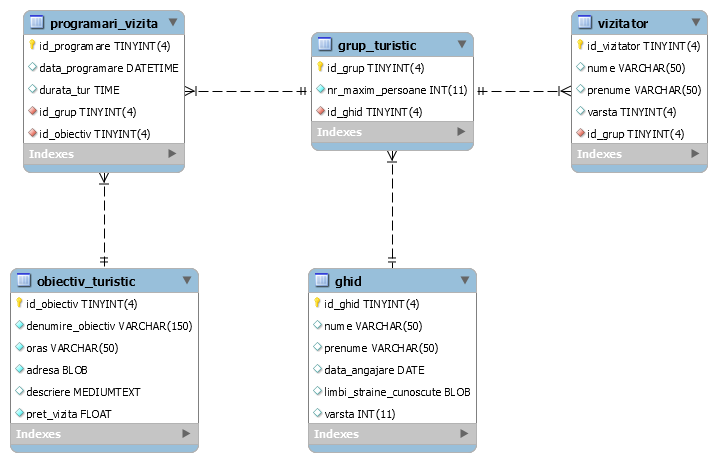 programari_vizita
id_programare TINYINT(4)
data_programare DATETIME
durata_tur TIME
id_grup TINYINT(4)
id_obiectiv TINYINT(4)
Indexes
grup_turistic
id_grup TINYINT(4)
nr_maxim_persoane INT(11)
id_ghid TINYINT(4)
Indexes
vizitator
id_vizitator TINYINT(4)
nume VARCHAR(50)
prenume VARCHAR(50)
varsta TINYINT(4)
id_grup TINYINT(4)
Indexes
obiectiv_turistic
id_obiectiv TINYINT(4)
denumire_obiectiv VARCHAR(150)
oras VARCHAR(50)
adresa BLOB
descriere MEDIUMTEXT
pret_vizita FLOAT
Indexes
ghid
id_ghid TINYINT(4)
nume VARCHAR(50)
prenume VARCHAR(50)
data_angajare DATE
limbi_straine_cunoscute BLOB
varsta INT(11)
Indexes